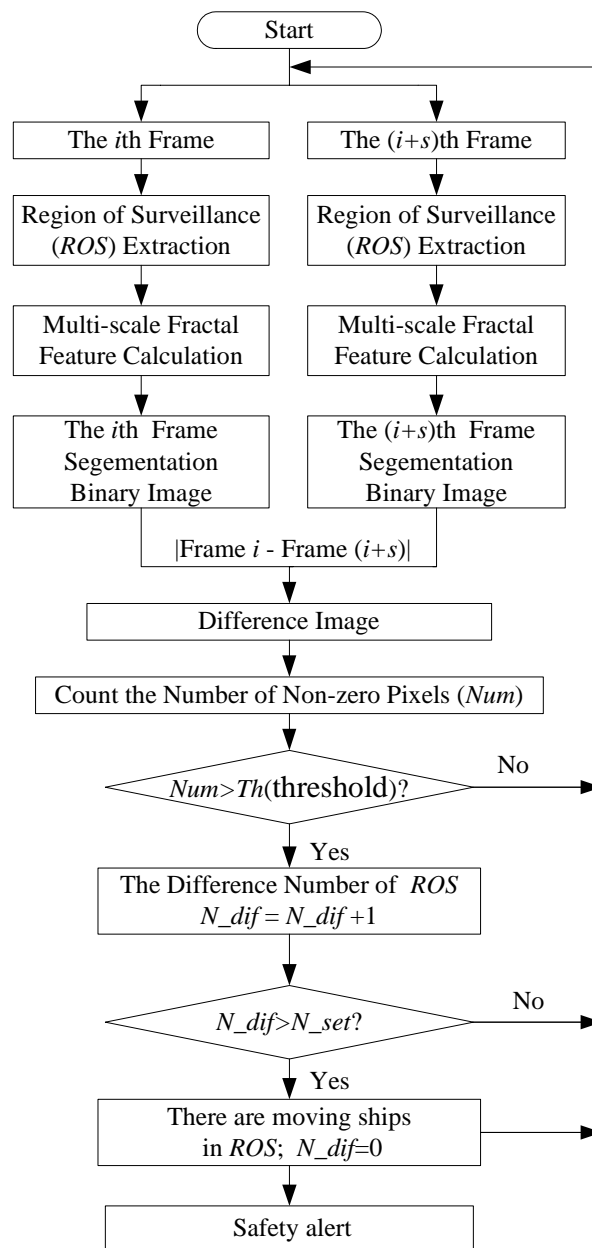 Start
The ith Frame
The (i+s)th Frame
Region of Surveillance
(ROS) Extraction
Region of Surveillance
(ROS) Extraction
Multi-scale Fractal
Feature Calculation
Multi-scale Fractal
Feature Calculation
The ith Frame
Segementation
Binary Image
The (i+s)th Frame
Segementation
Binary Image
|Frame i - Frame (i+s)|
Difference Image
Count the Number of Non-zero Pixels (Num)
Num>Th(threshold)?
No
Yes
The Difference Number of ROS
N_dif = N_dif +1
N_dif>N_set?
No
Yes
There are moving ships
in ROS; N_dif=0
Safety alert